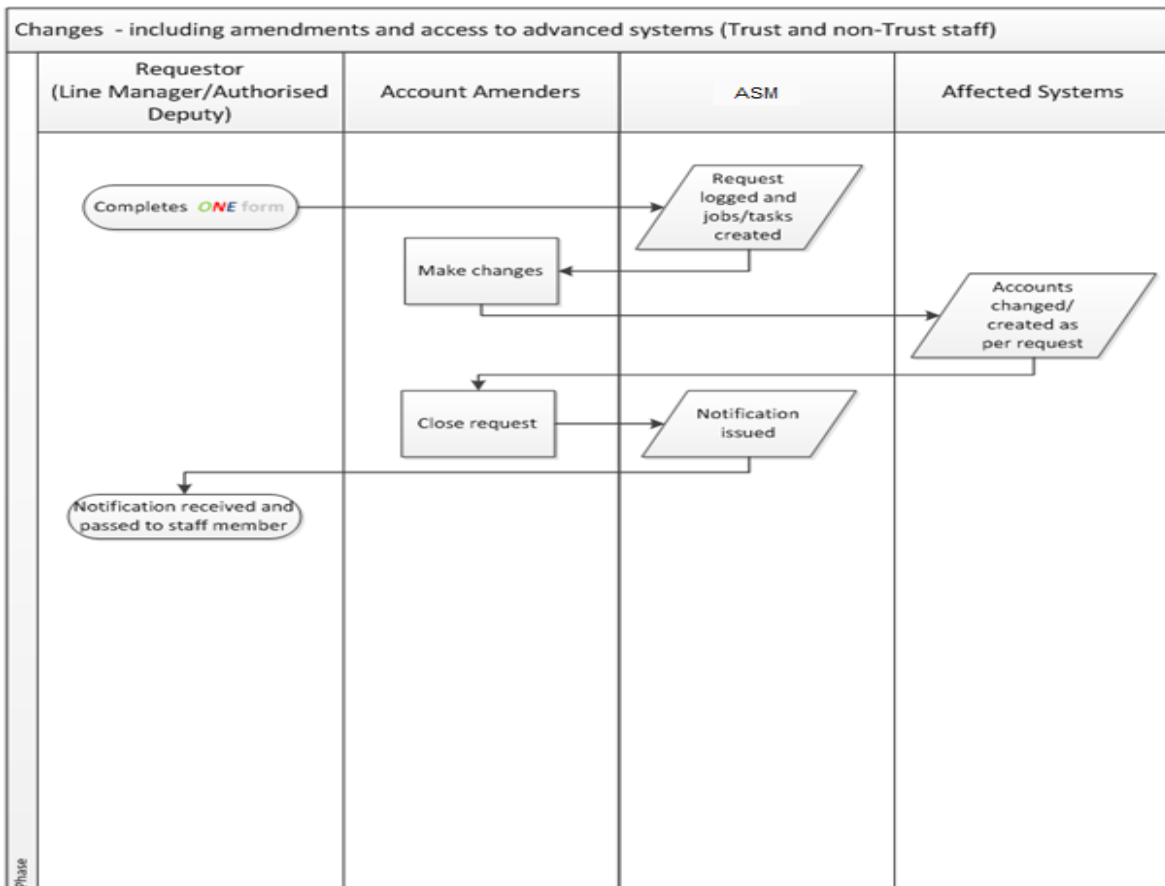 Changes - including amendments and access to advanced systems (Trust and non-Trust staff)
Requestor
(Line Manager/Authorised
Deputy)
Account Amenders
ASM
Affected Systems
Completes ONE form
Request
logged and
jobs/tasks
created
Make changes
Accounts
changed/
created as
per request
Close request
Notification
issued
Notification received and
passed to staff member
Phase